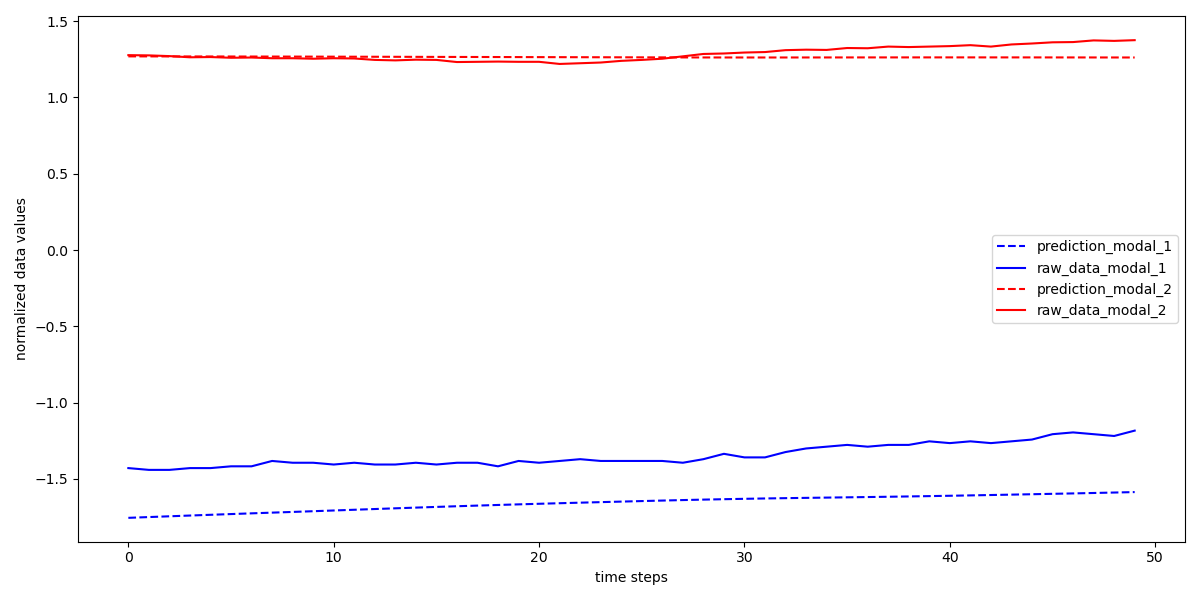 1.5
1.0
0.5
0.0
−0.5
−1.0
−1.5
normalized data values
prediction_modal_1
raw_data_modal_1
prediction_modal_2
raw_data_modal_2
0 10 20 30 40 50
time steps